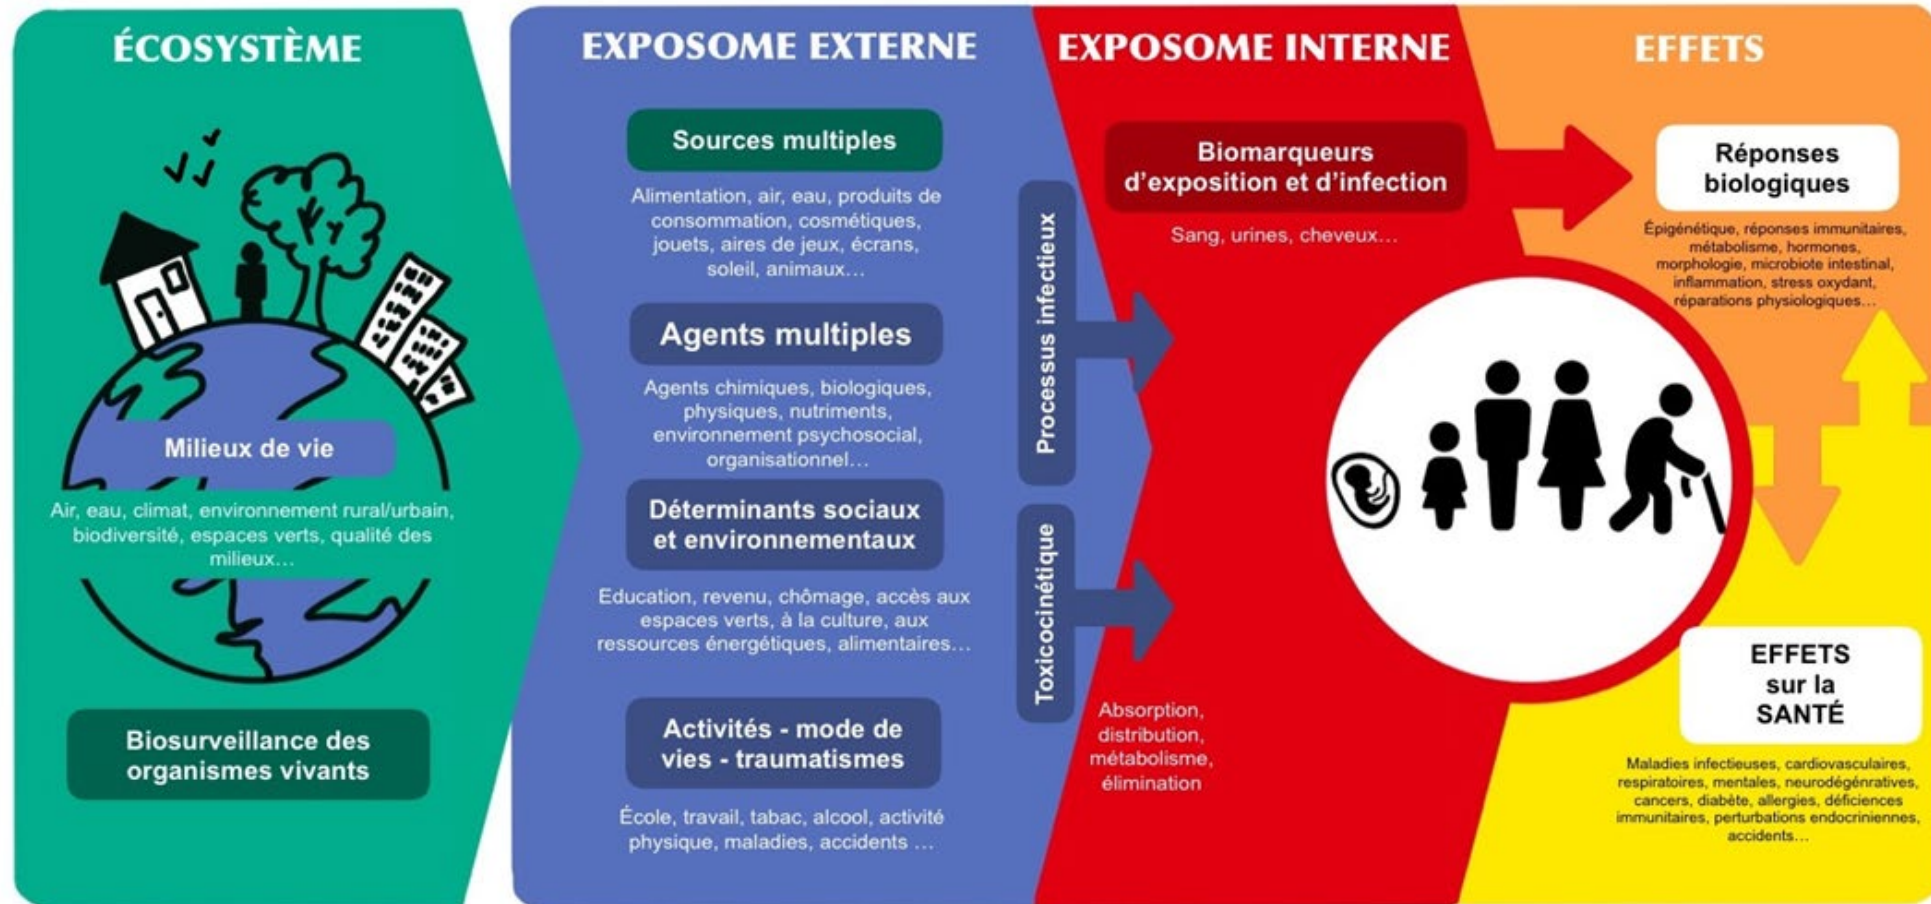 ÉCOSYSTÈME
Milieux de vie
Air, eau, climat, environnement rural/urbain,
biodiversité, espaces verts, qualité des
milieux…
Biosurveillance des
organismes vivants
EXPOSOME EXTERNE
Sources multiples
Alimentation, air, eau, produits de
consommation, cosmétiques,
jouets, aires de jeux, écrans,
soleil, animaux…
Agents multiples
Agents chimiques, biologiques,
physiques, nutriments,
environnement psychosocial,
organisationnel…
Déterminants sociaux
et environnementaux
Education, revenu, chômage, accès aux
espaces verts, à la culture, aux
ressources énergétiques, alimentaires…
Activités - mode de
vies - traumatismes
École, travail, tabac, alcool, activité
physique, maladies, accidents …
Processus infectieux
Toxicocinétique
EXPOSOME INTERNE
Biomarqueurs
d’exposition et d’infection
Sang, urines, cheveux…
Absorption,
distribution,
métabolisme,
élimination
EFFETS
Réponses
biologiques
Épigénétique, réponses immunitaires,
métabolisme, hormones,
morphologie, microbiote intestinal,
inflammation, stress oxydant,
réparations physiologiques…
EFFETS
sur la
SANTÉ
Maladies infectieuses, cardiovasculaires,
respiratoires, mentales, neurodégénratives,
cancers, diabète, allergies, déficiences
immunitaires, perturbations endocriniennes,
accidents…